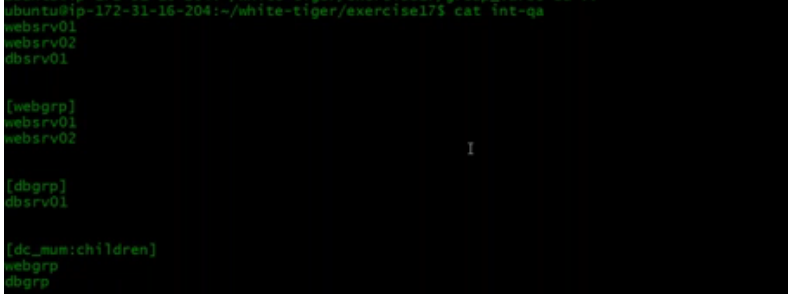 ubuntu@ip-172-31-16-204:~/white-tiger/exercise17$ cat int-qa
websrv01
websrv02
dbsrv01
[webgrp]
websrv01
websrv02
[dbgrp]
dbsrv01
[dc_mum:children]
webgrp
dbgrp